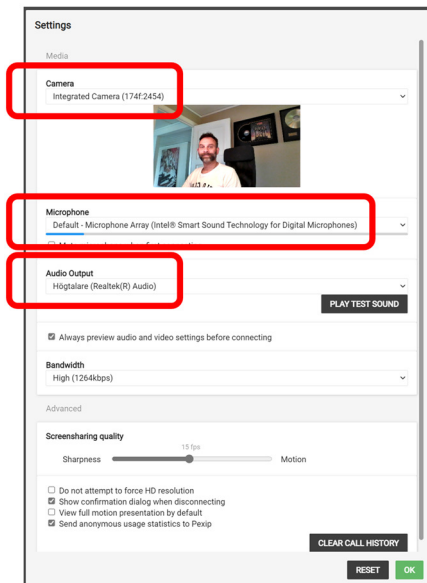 Settings
Media
Camera
Integrated Camera (174f:2454)
Microphone
Default - Microphone Array (Intel® Smart Sound Technology for Digital Microphones)
Audio Output
Högtalare (Realtek(R) Audio)
PLAY TEST SOUND
Always preview audio and video settings before connecting
Bandwidth
High (1264kbps)
Advanced
Screensharing quality
15 fps
Sharpness Motion
Do not attempt to force HD resolution
Show confirmation dialog when disconnecting
View full motion presentation by default
Send anonymous usage statistics to Pexip
CLEAR CALL HISTORY
RESET OK